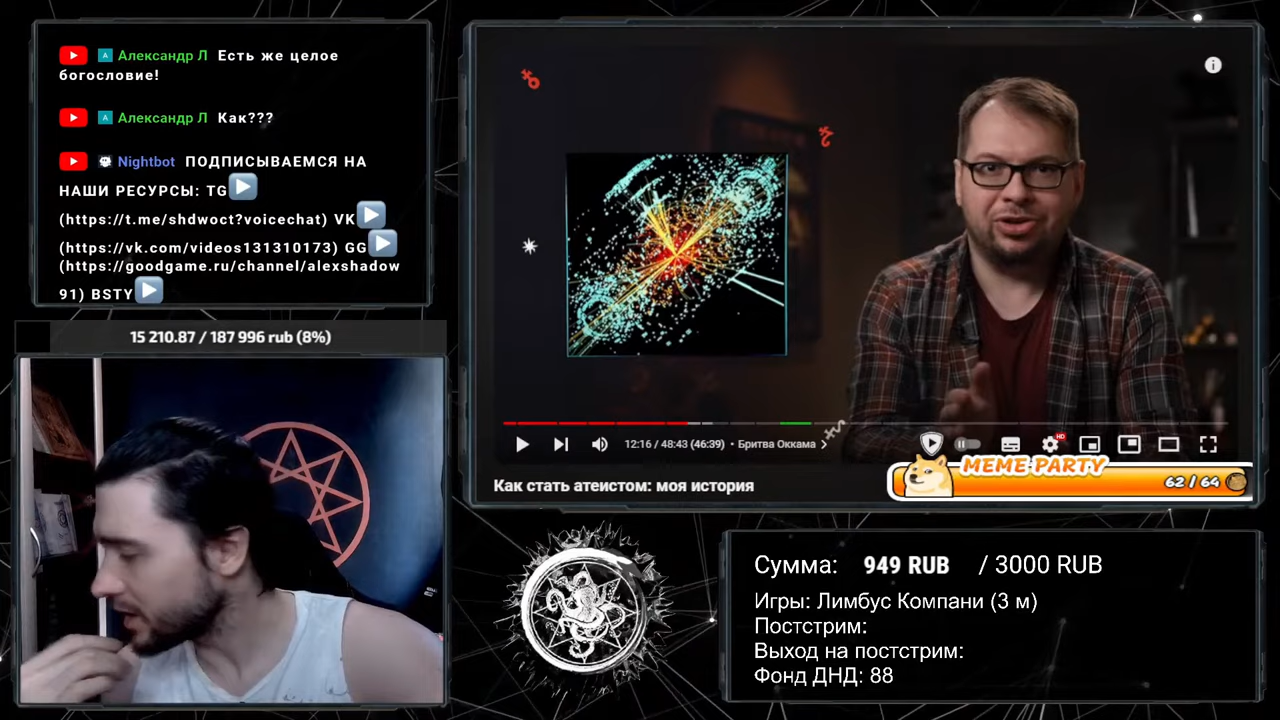 Александр Л Есть же целое
богословие!
Александр Л Как???
Nightbot ПОДПИСЫВАЕМСЯ НА
НАШИ РЕСУРСЫ: TG
(https://t.me/shdwoct?voicechat) VK
(https://vk.com/videos131310173) GG
(https://goodgame.ru/channel/alexshadow
91) BSTY
15 210.87 / 187 996 rub (8%)
12:16 / 48:43 (46:39) • Бритва Оккама
HD
Как стать атеистом: моя история
MEME PARTY
62 / 64
Сумма: 949 RUB / 3000 RUB
Игры: Лимбус Компани (3 м)
Постстрим:
Выход на постстрим:
Фонд ДНД: 88